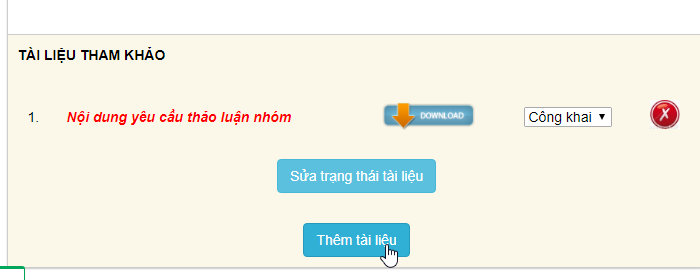 TÀI LIỆU THAM KHẢO
1. Nội dung yêu cầu thảo luận nhóm DOWNLOAD Công khai
Sửa trạng thái tài liệu
Thêm tài liệu